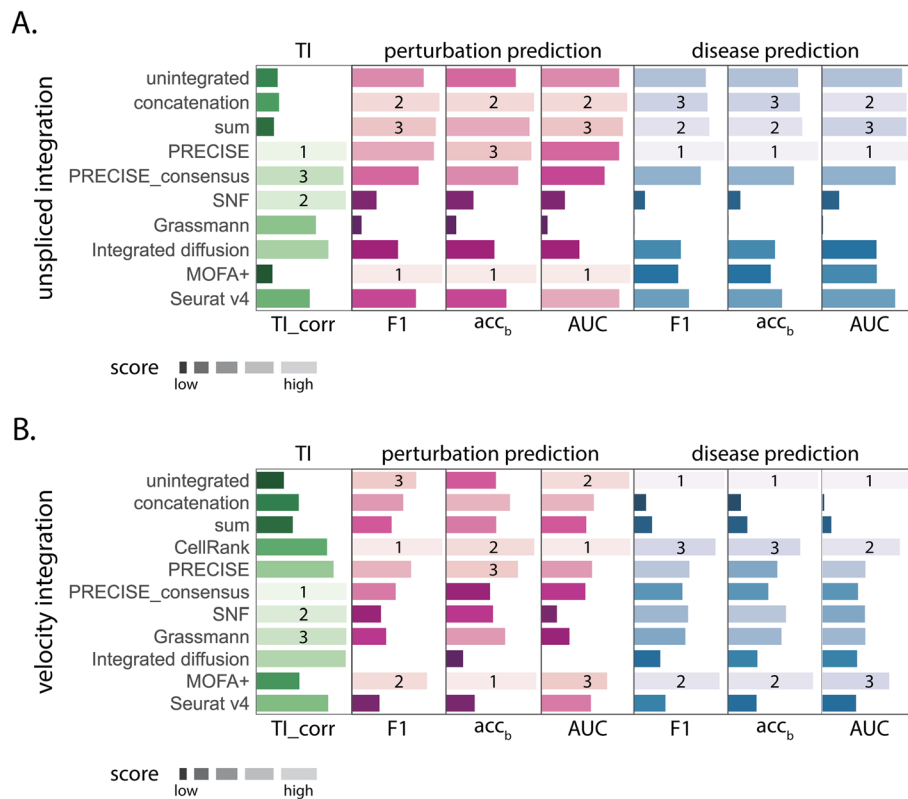 A.
TI perturbation prediction disease prediction
unspliced integration
unintegrated
concatenation 2 2 2 3 3 2
sum 3 3 2 2 3
PRECISE 1 3 1 1 1
PRECISE_consensus 3
SNF 2
Grassmann
Integrated diffusion
MOFA+ 1 1 1
Seurat v4
TI_corr F1 acc_b AUC F1 acc_b AUC
score
low high
B.
TI perturbation prediction disease prediction
velocity integration
unintegrated 3 2 1 1 1
concatenation
sum
CellRank 1 2 1 3 3 2
PRECISE 3
PRECISE_consensus 1
SNF 2
Grassmann 3
Integrated diffusion
MOFA+ 2 1 3 2 2 3
Seurat v4
TI_corr F1 acc_b AUC F1 acc_b AUC
score
low high